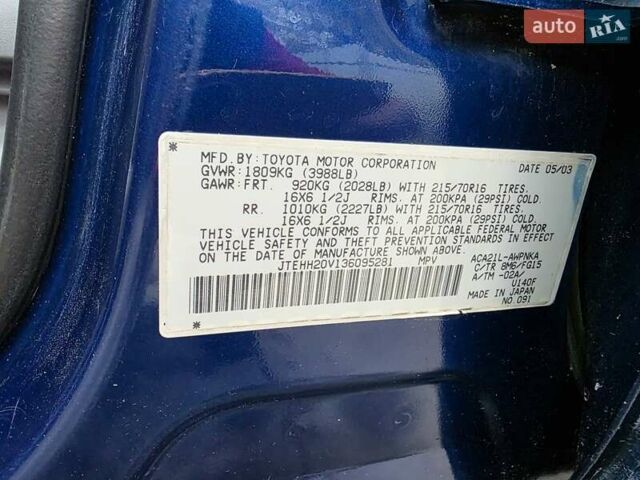 AUTO RIA .com
MFD.BY:TOYOTA MOTOR CORPORATION DATE 05/03
GVWR:1809KG (3988LB)
GAWR:FRT. 920KG (2028LB) WITH 215/70R16 TIRES.
16X6 1/2J RIMS. AT 200KPA (29PSI) COLD.
RR. 1010KG (2227LB) WITH 215/70R16 TIRES.
16X6 1/2J RIMS. AT 200KPA (29PSI) COLD.
THIS VEHICLE CONFORMS TO ALL APPLICABLE FEDERAL MOTOR
VEHICLE SAFETY AND BUMPER STANDARDS IN EFFECT
ON THE DATE OF MANUFACTURE SHOWN ABOVE.
JTEHH20V136095281 MPV
ACA21L-AWPNKA
C/TR 8M6/FG15
A/TM -02A/
U140F
MADE IN JAPAN
NO.091